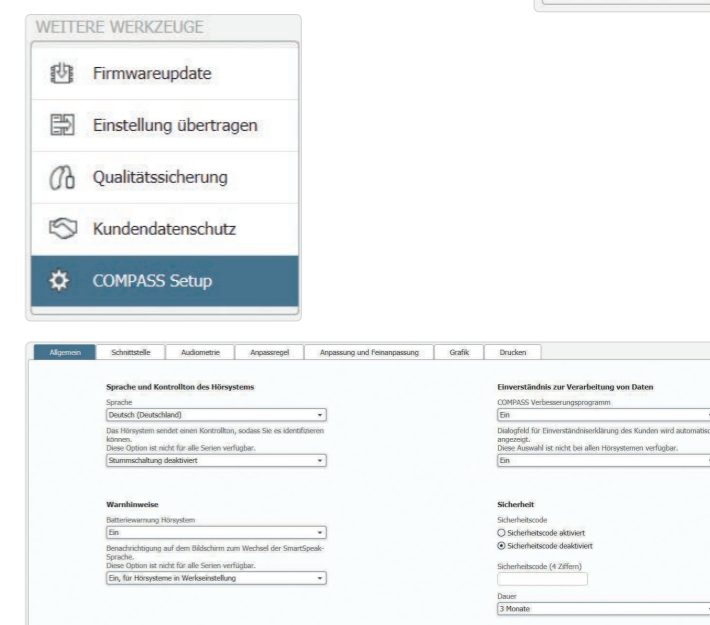 WEITERE WERKZEUGE
Firmwareupdate
Einstellung übertragen
Qualitätssicherung
Kundendatenschutz
COMPASS Setup
Allgemein Schnittstelle Audiometrie Anpassregel Anpassung und Feinanpassung Grafik Drucken
Sprache und Kontrollton des Hörsystems
Sprache
Deutsch (Deutschland)
Das Hörsystem sendet einen Kontrollton, sodass Sie es identifizieren
können.
Diese Option ist nicht für alle Serien verfügbar.
Stummschaltung deaktiviert
Warnhinweise
Batteriewarnung Hörsystem
Ein
Benachrichtigung auf dem Bildschirm zum Wechsel der SmartSpeak-
Sprache.
Diese Option ist nicht für alle Serien verfügbar.
Ein, für Hörsysteme in Werkseinstellung
Einverständnis zur Verarbeitung von Daten
COMPASS Verbesserungsprogramm
Ein
Dialogfeld für Einverständniserklärung des Kunden wird automatisc
angezeigt.
Diese Auswahl ist nicht bei allen Hörsystemen verfügbar.
Ein
Sicherheit
Sicherheitscode
Sicherheitscode aktiviert
Sicherheitscode deaktiviert
Sicherheitscode (4 Ziffern)
Dauer
3 Monate